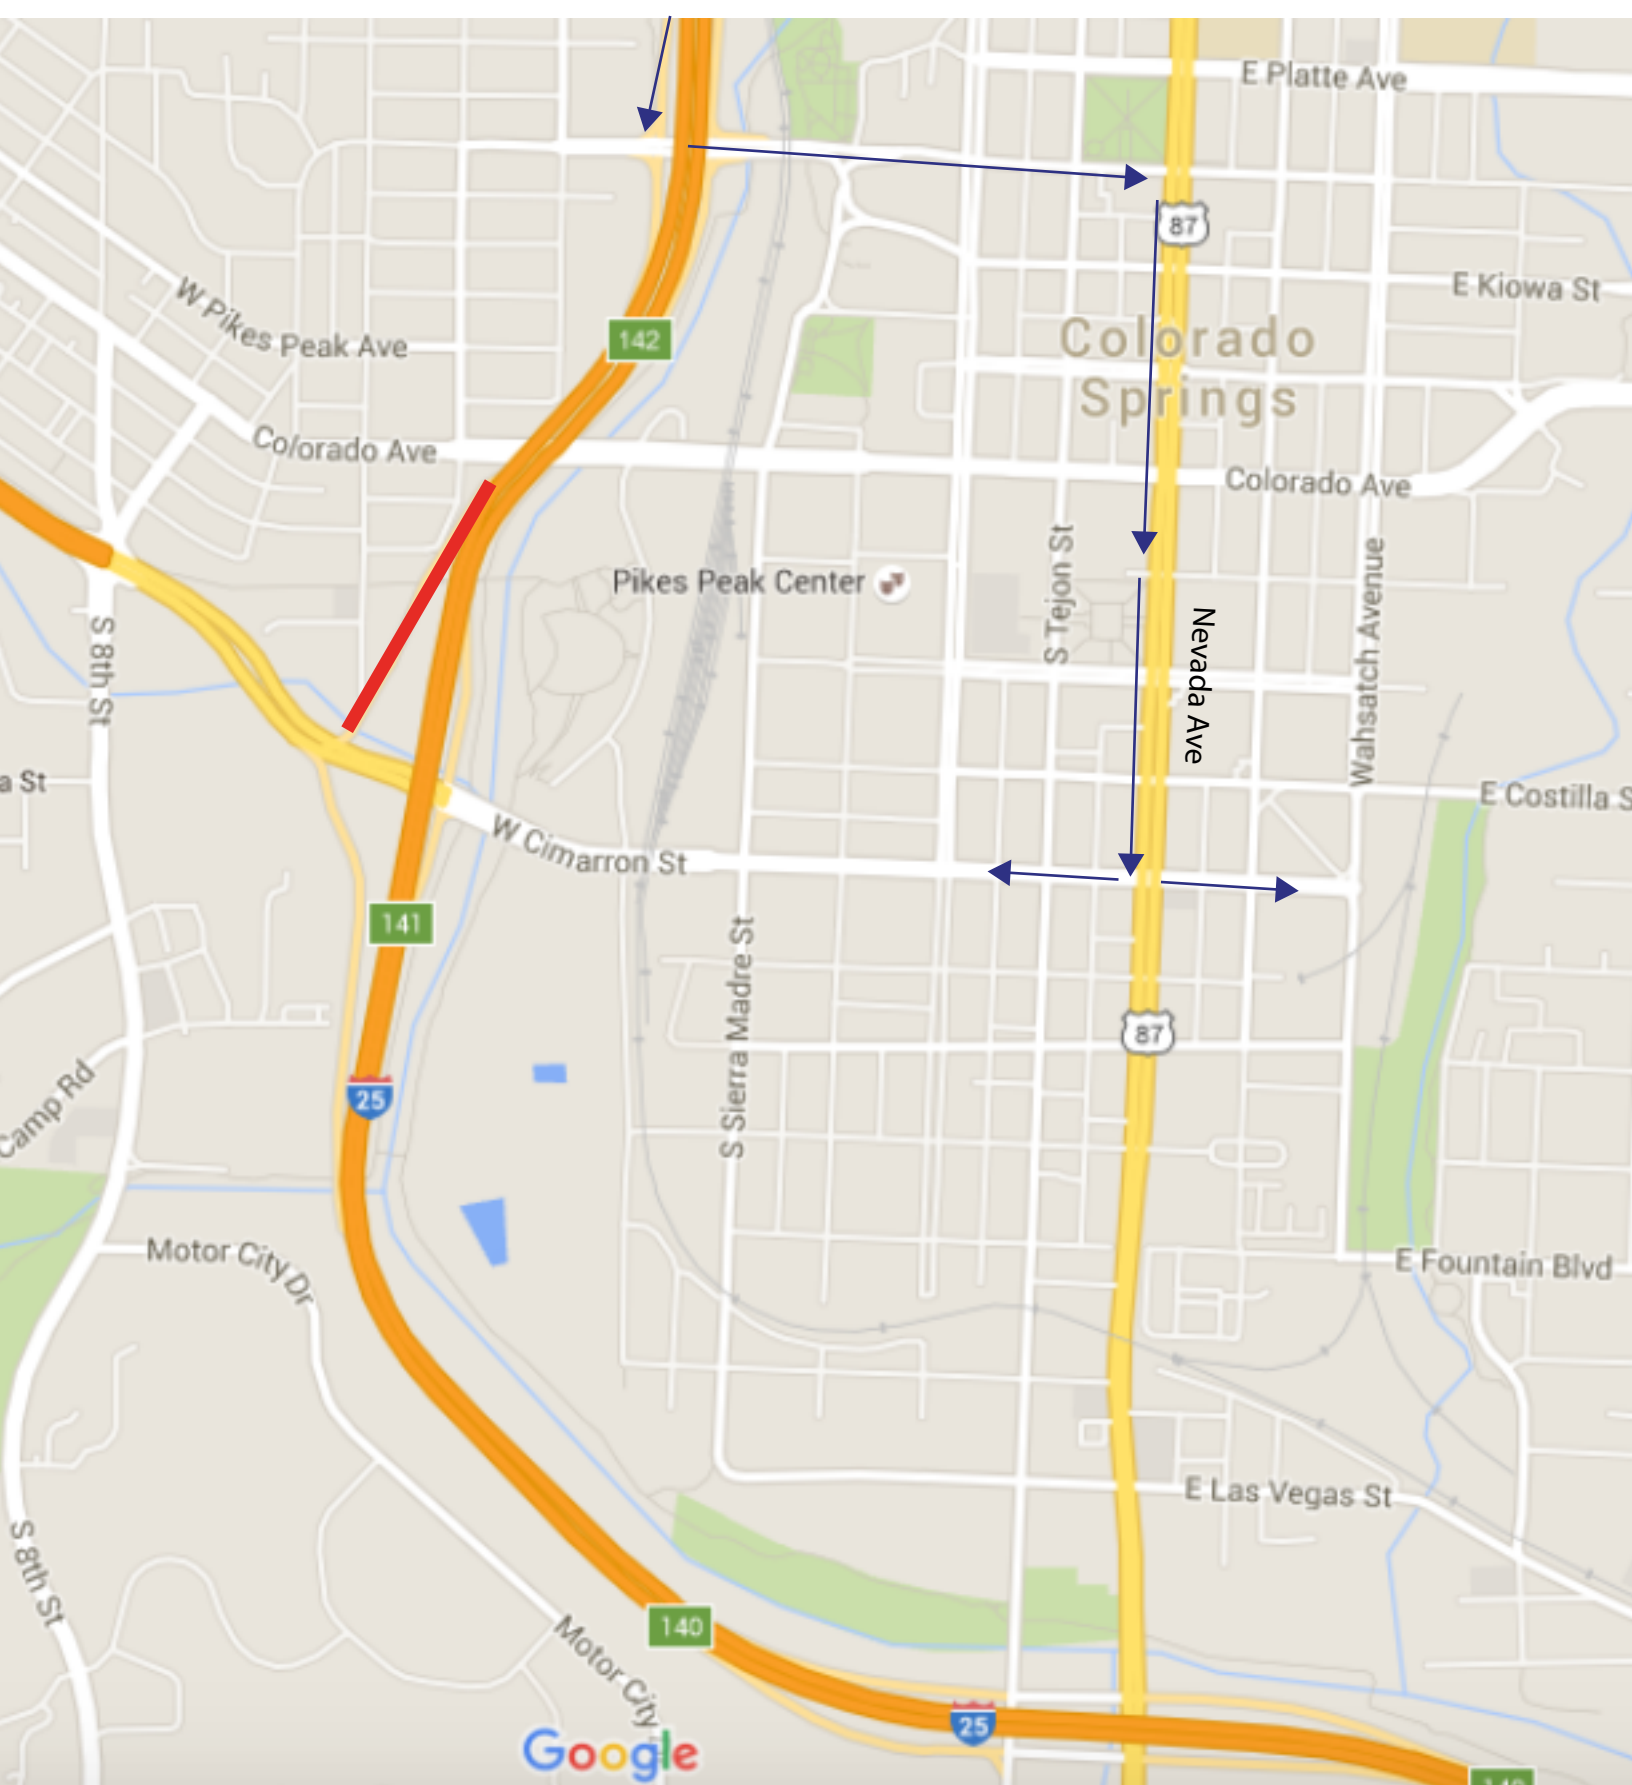 E Platte Ave
87
E Kiowa St
W Pikes Peak Ave
142
Colorado
Springs
Colorado Ave
Colorado Ave
S Tejon St
Pikes Peak Center
Wahsatch Avenue
Nevada Ave
S 8th St
a St
E Costilla S
W Cimarron St
141
S Sierra Madre St
87
25
Camp Rd
Motor City Dr
E Fountain Blvd
E Las Vegas St
S 8th St
140
Motor City
25
Google